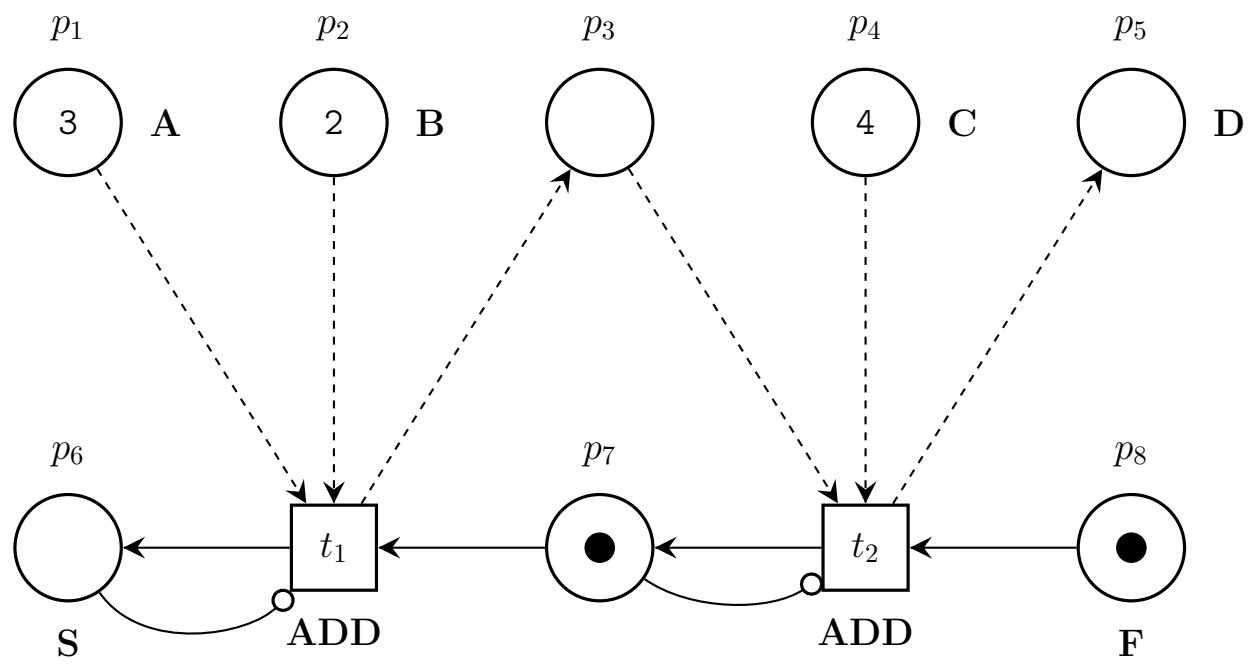 p₁ p₂ p₃ p₄ p₅
3 A 2 B 4 C D
p₆ p₇ p₈
t₁ t₂
S ADD ADD F